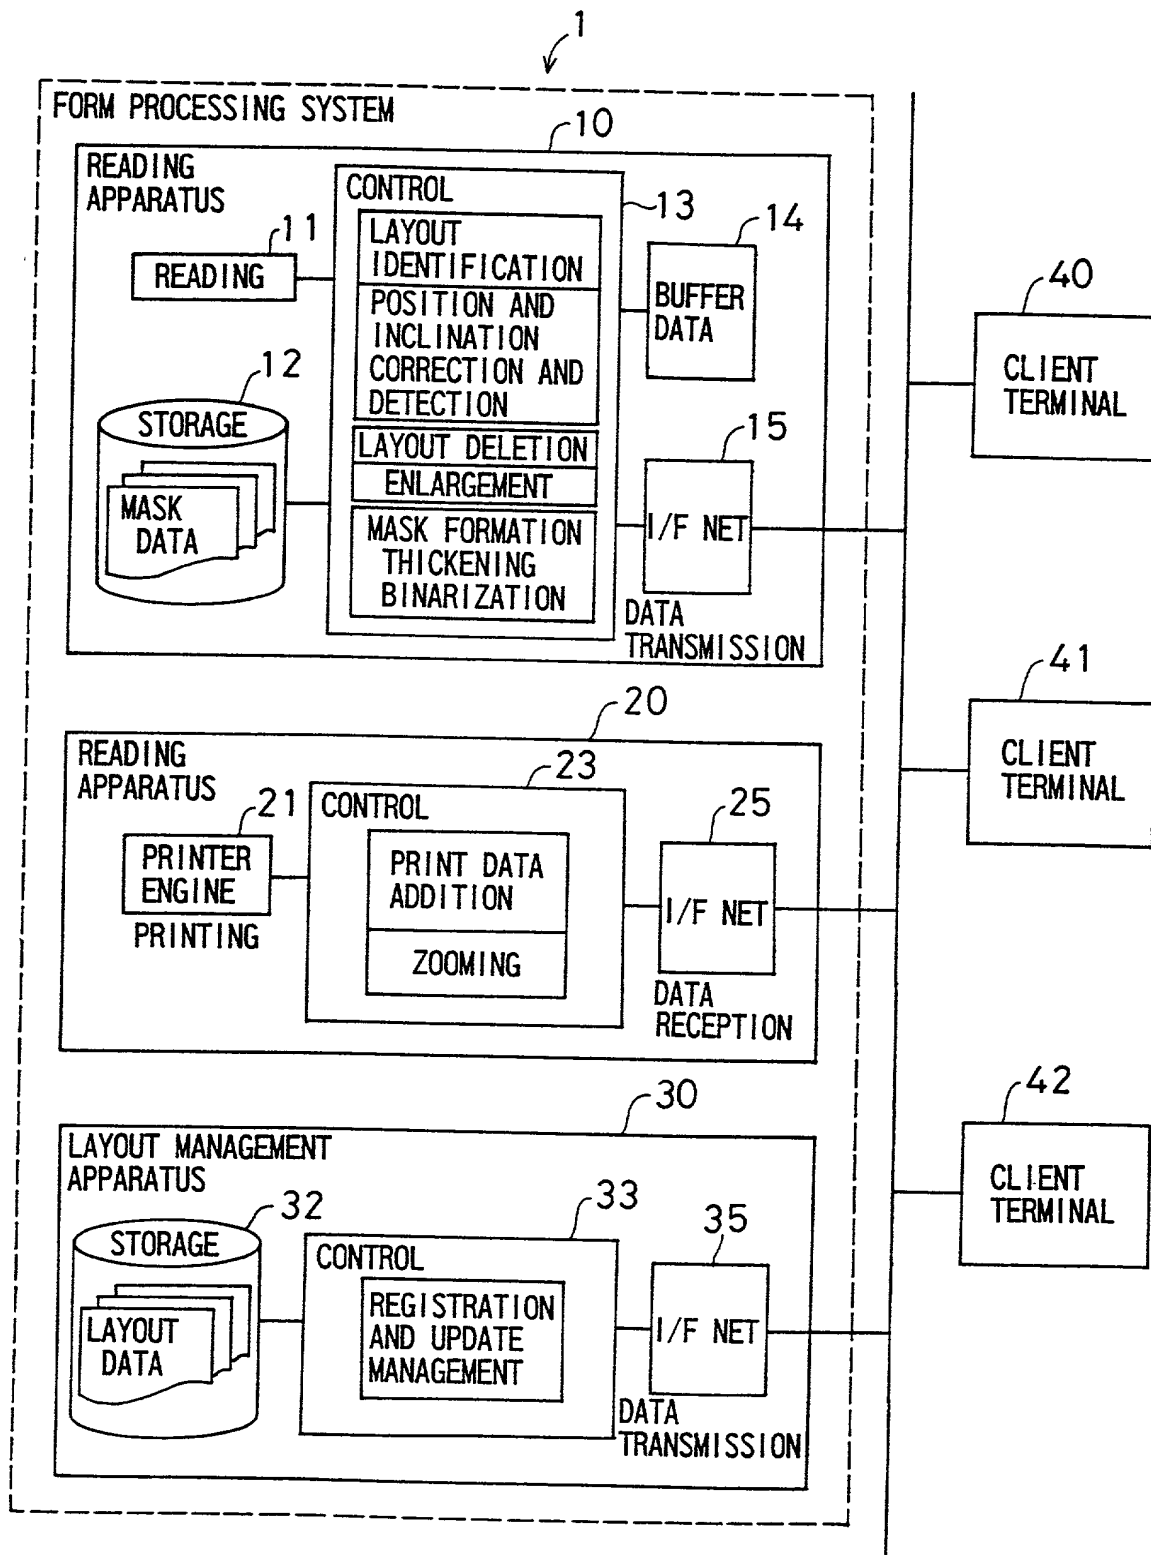 1
FORM PROCESSING SYSTEM
10
READING
APPARATUS
CONTROL
13
14
11
READING
LAYOUT
IDENTIFICATION
POSITION AND
INCLINATION
CORRECTION AND
DETECTION
BUFFER
DATA
40
CLIENT
TERMINAL
12
STORAGE
MASK
DATA
LAYOUT DELETION
ENLARGEMENT
MASK FORMATION
THICKENING
BINARIZATION
15
I/F NET
DATA
TRANSMISSION
41
CLIENT
TERMINAL
20
READING
APPARATUS
23
CONTROL
21
PRINTER
ENGINE
PRINTING
PRINT DATA
ADDITION
ZOOMING
25
I/F NET
DATA
RECEPTION
42
CLIENT
TERMINAL
30
LAYOUT MANAGEMENT
APPARATUS
32
STORAGE
LAYOUT
DATA
33
CONTROL
REGISTRATION
AND UPDATE
MANAGEMENT
35
I/F NET
DATA
TRANSMISSION